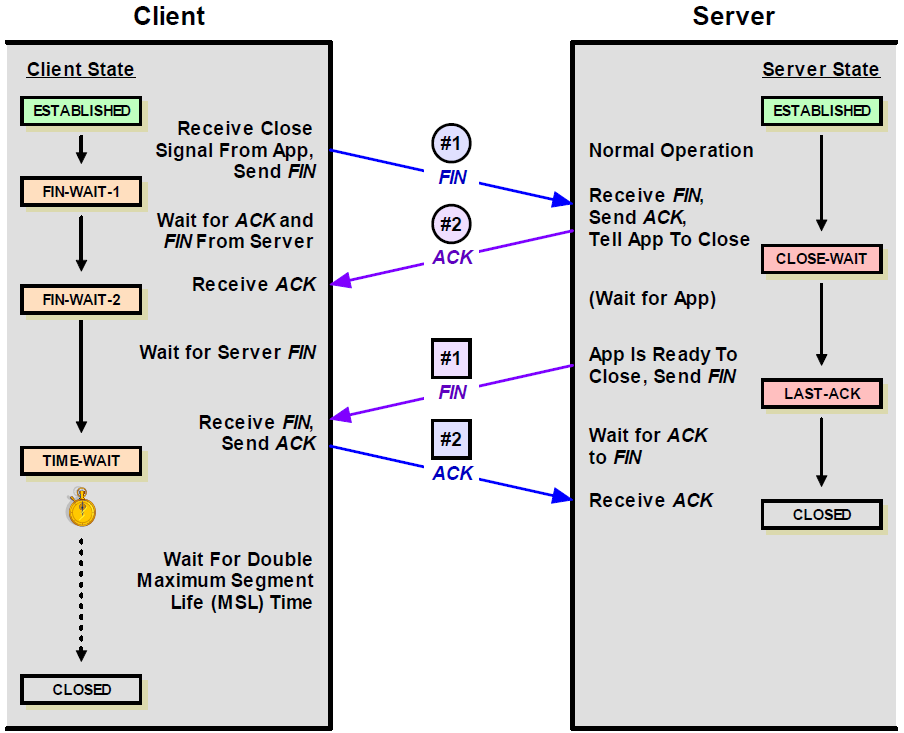 Client
Server
Client State
ESTABLISHED
Receive Close
Signal From App,
Send FIN
FIN-WAIT-1
Wait for ACK and
FIN From Server
Receive ACK
FIN-WAIT-2
Wait for Server FIN
Receive FIN,
Send ACK
TIME-WAIT
Wait For Double
Maximum Segment
Life (MSL) Time
CLOSED
#1
FIN
#2
ACK
#1
FIN
#2
ACK
Server State
ESTABLISHED
Normal Operation
Receive FIN,
Send ACK,
Tell App To Close
CLOSE-WAIT
(Wait for App)
App Is Ready To
Close, Send FIN
LAST-ACK
Wait for ACK
to FIN
Receive ACK
CLOSED